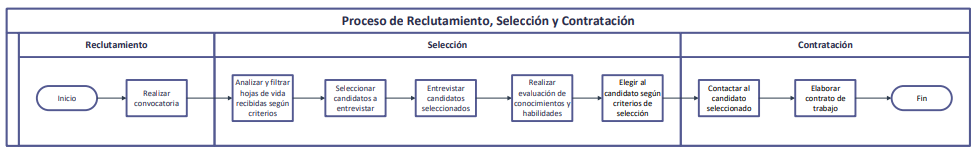 Proceso de Reclutamiento, Selección y Contratación
Reclutamiento
Selección
Contratación
Inicio
Realizar
convocatoria
Analizar y filtrar
hojas de vida
recibidas según
criterios
Seleccionar
candidatos a
entrevistar
Entrevistar
candidatos
seleccionados
Realizar
evaluación de
conocimientos y
habilidades
Elegir al
candidato según
criterios de
selección
Contactar al
candidato
seleccionado
Elaborar
contrato de
trabajo
Fin